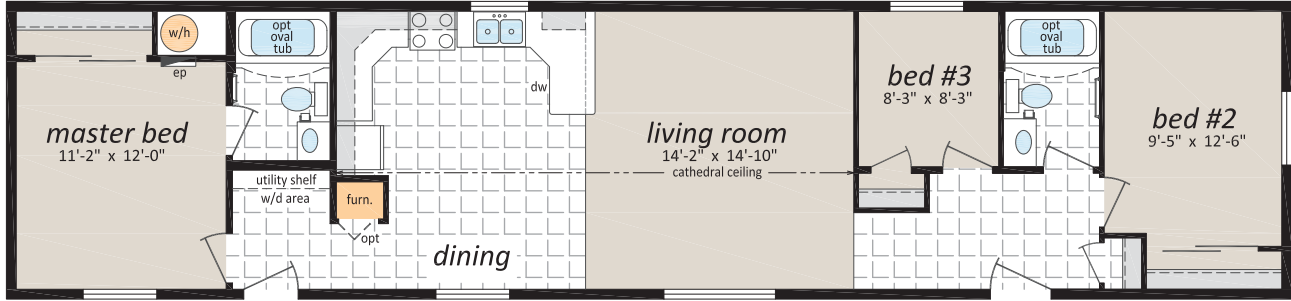 w/h
ep
opt
oval
tub
master bed
11'-2" x 12'-0"
utility shelf
w/d area
furn.
opt
dw
dining
living room
14'-2" x 14'-10"
cathedral ceiling
bed #3
8'-3" x 8'-3"
opt
oval
tub
bed #2
9'-5" x 12'-6"